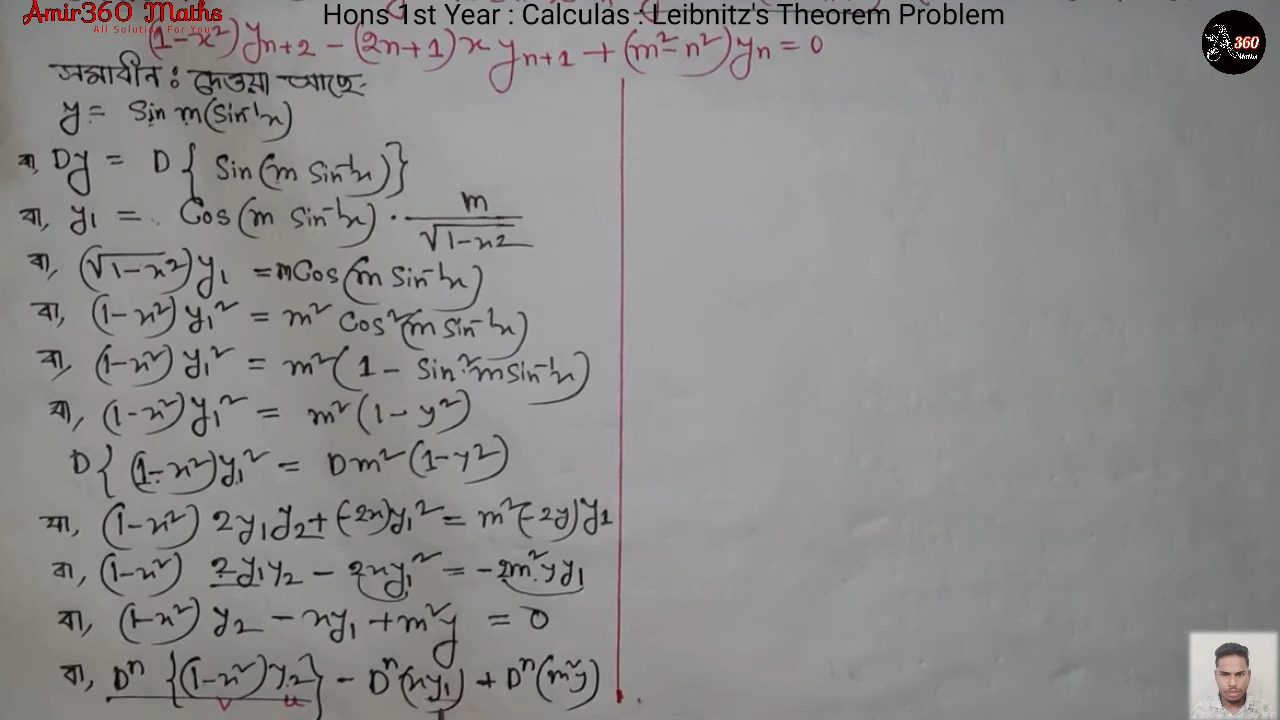 Amir360 Maths
All Solution For You
Hons 1st Year : Calculas : Leibnitz's Theorem Problem
360
Maths
(1-x²) yₙ₊₂ - (2n+1) x yₙ₊₁ + (m²-n²) yₙ = 0
সমাধান : দেওয়া আছে
y = Sin m(Sin⁻¹x)
বা, Dy = D { Sin (m Sin⁻¹x)}
বা, y₁ = Cos (m Sin⁻¹x) · m/√1-x2
বা, (√1-x2) y₁ = mCos (m Sin⁻¹x)
বা, (1-x²) y₁² = m² Cos²(m Sin⁻¹x)
বা, (1-x²) y₁² = m² (1 - Sin²m Sin⁻¹x)
বা, (1-x²) y₁² = m² (1-y²)
D{ (1-x²) y₁² = Dm² (1-y²)
বা, (1-x²) 2y₁y₂ + (-2x) y₁² = m²(-2y) y₁
বা, (1-x²) 2y₁y₂ - 2xy₁² = -2m²yy₁
বা, (1-x²) y₂ - xy₁ + m²y = 0
বা, Dⁿ {(1-x²) y₂} - Dⁿ(xy₁) + Dⁿ(m²y)
v u